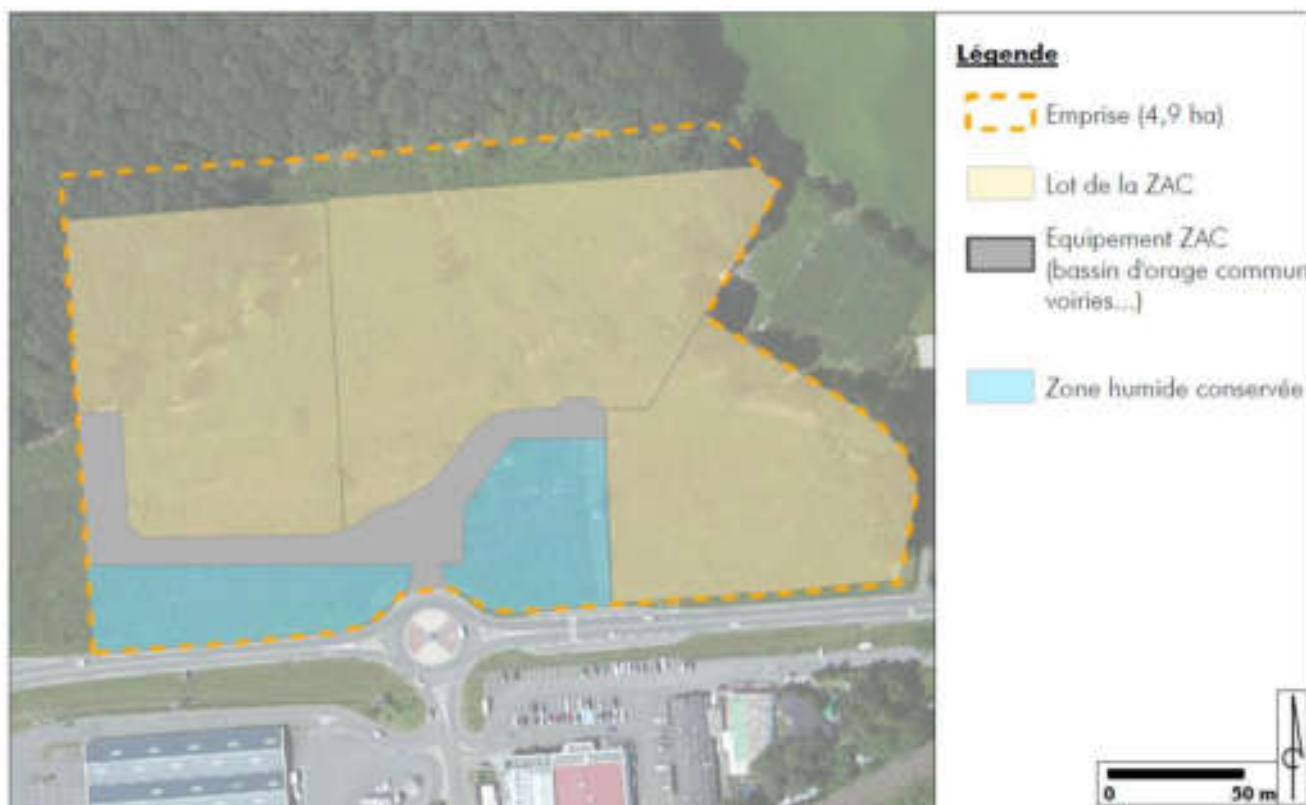 Légende
Emprise (4,9 ha)
Lot de la ZAC
Equipement ZAC
(bassin d'orage commun
voiries...)
Zone humide conservée
0 50 m